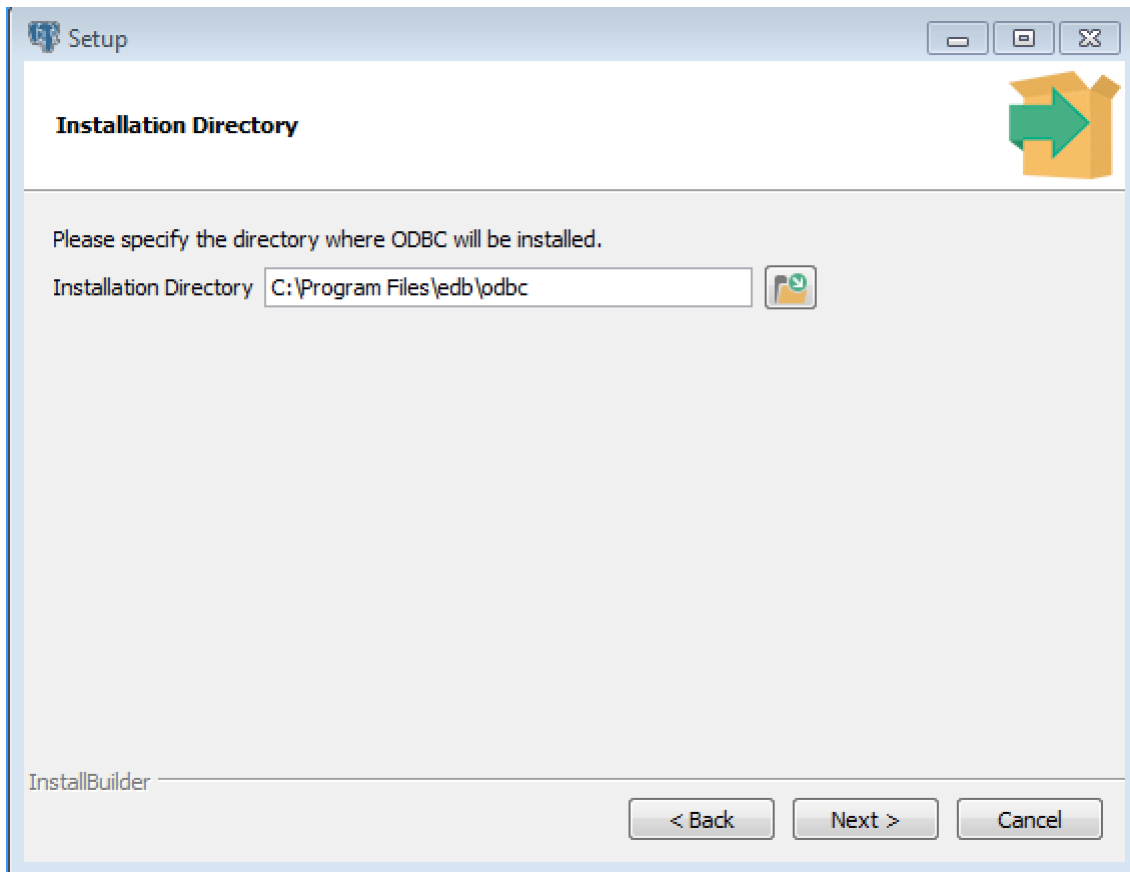 Setup
Installation Directory
Please specify the directory where ODBC will be installed.
Installation Directory C:\Program Files\edb\odbc
InstallBuilder
< Back Next > Cancel